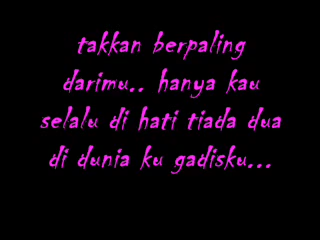 takkan berpaling
darimu.. hanya kau
selalu di hati tiada dua
di dunia ku gadisku...